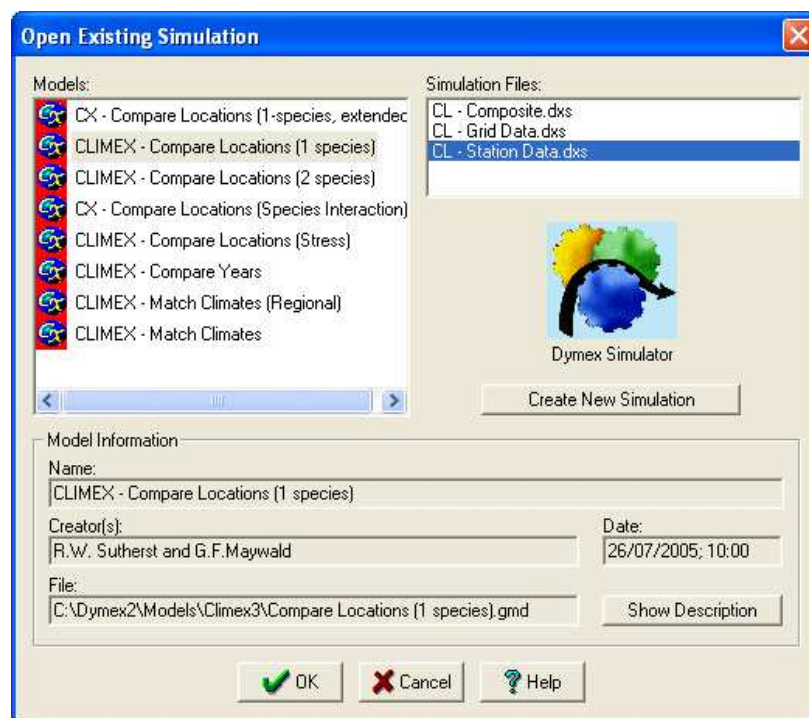 Open Existing Simulation
Models:
CX - Compare Locations (1-species, extended
CLIMEX - Compare Locations (1 species)
CLIMEX - Compare Locations (2 species)
CX - Compare Locations (Species Interaction)
CLIMEX - Compare Locations (Stress)
CLIMEX - Compare Years
CLIMEX - Match Climates (Regional)
CLIMEX - Match Climates
Simulation Files:
CL - Composite.dxs
CL - Grid Data.dxs
CL - Station Data.dxs
Dymex Simulator
Create New Simulation
Model Information
Name:
CLIMEX - Compare Locations (1 species)
Creator(s):
R.W. Sutherst and G.F.Maywald
Date:
26/07/2005; 10:00
File:
C:\Dymex2\Models\Climex3\Compare Locations (1 species).gmd
Show Description
OK
Cancel
Help